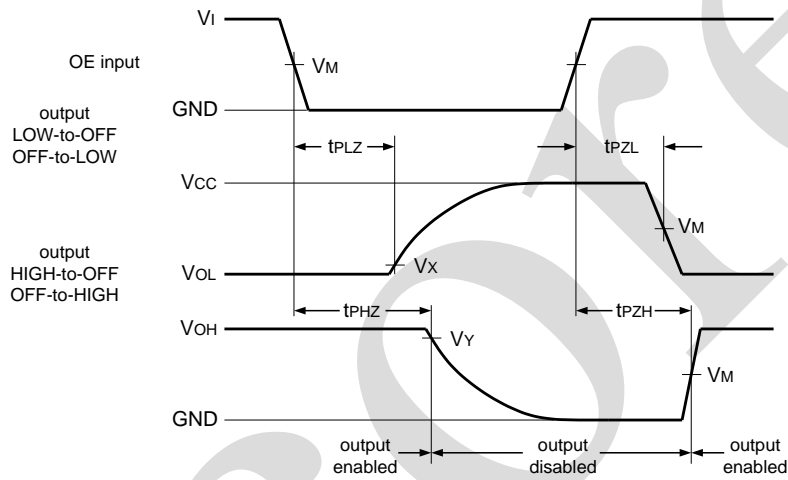 VI
OE input
VM
GND
output
LOW-to-OFF
OFF-to-LOW
tPLZ
tPZL
VCC
VM
output
HIGH-to-OFF
OFF-to-HIGH
VOL
VX
tPHZ
tPZH
VOH
VY
VM
GND
output
enabled
output
disabled
output
enabled